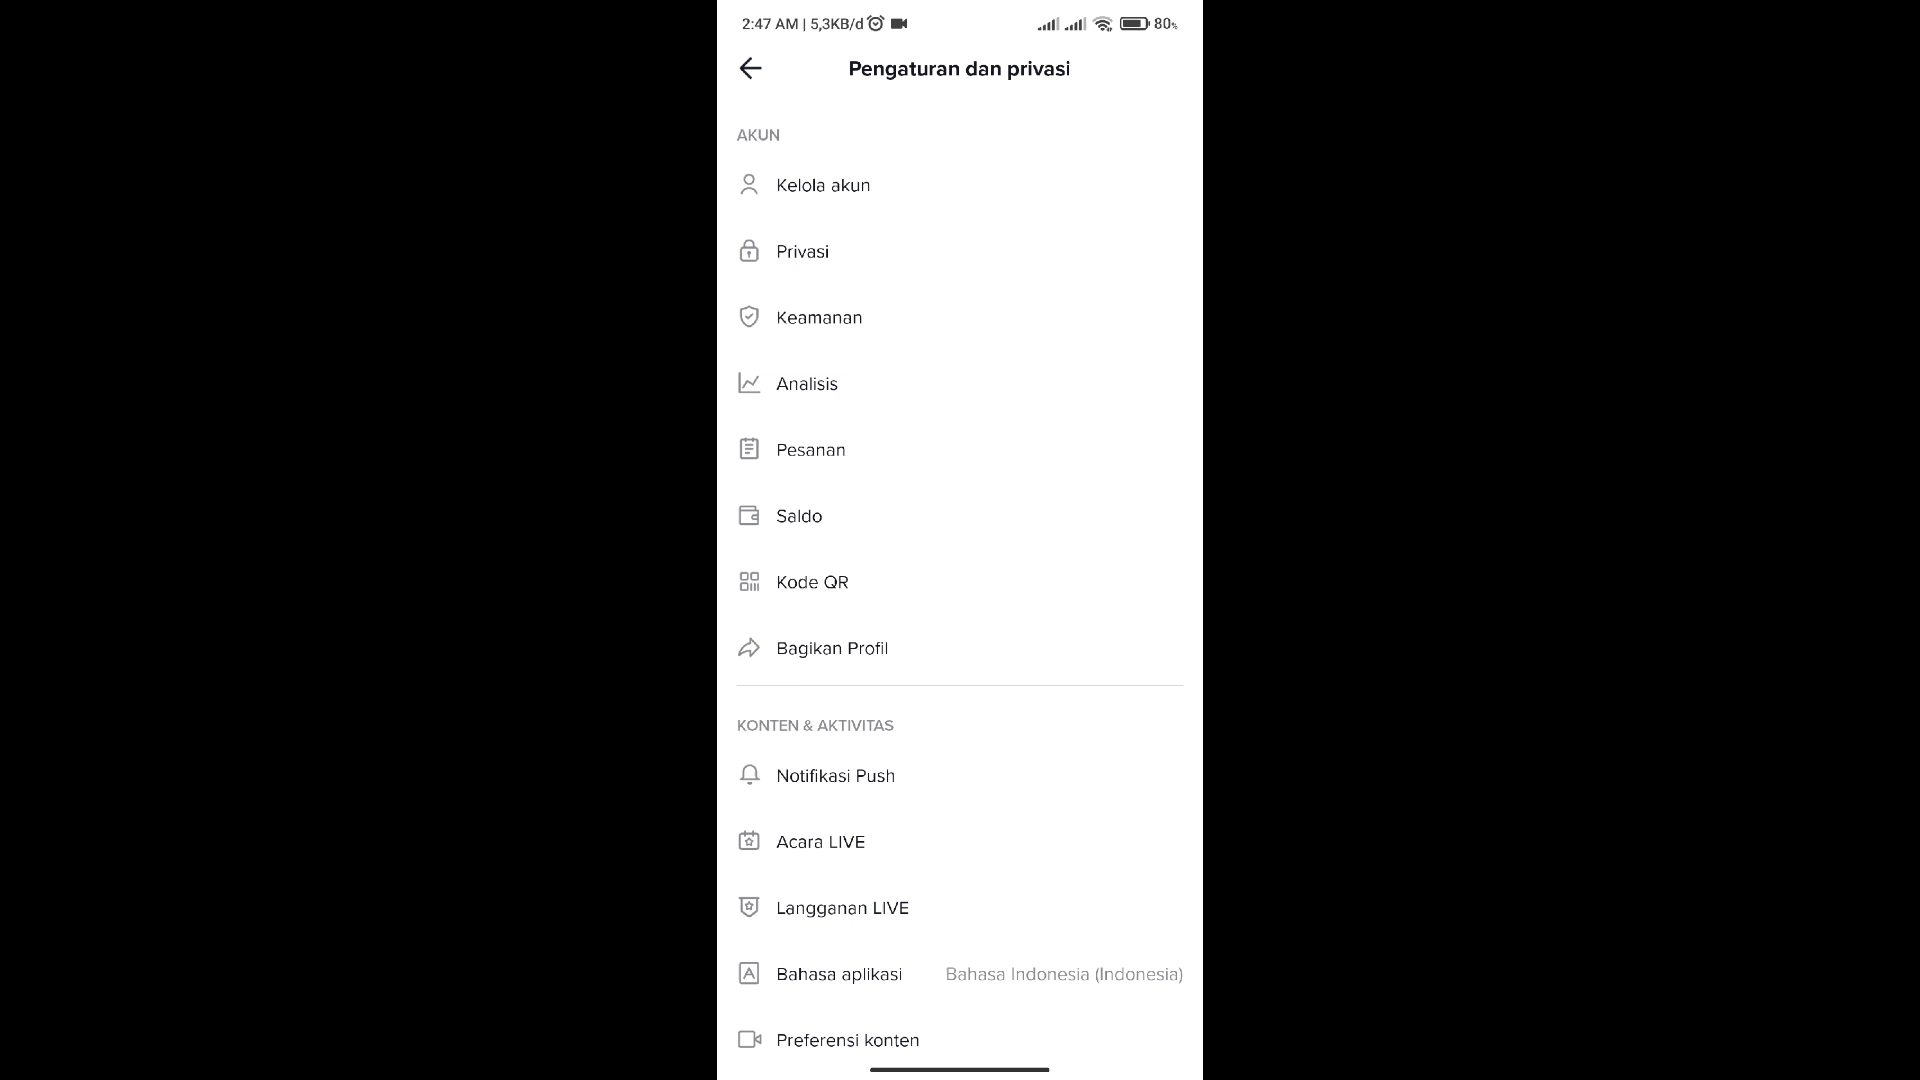 2:47 AM | 5,3KB/d 80%
Pengaturan dan privasi
AKUN
Kelola akun
Privasi
Keamanan
Analisis
Pesanan
Saldo
Kode QR
Bagikan Profil
KONTEN & AKTIVITAS
Notifikasi Push
Acara LIVE
Langganan LIVE
Bahasa aplikasi Bahasa Indonesia (Indonesia)
Preferensi konten